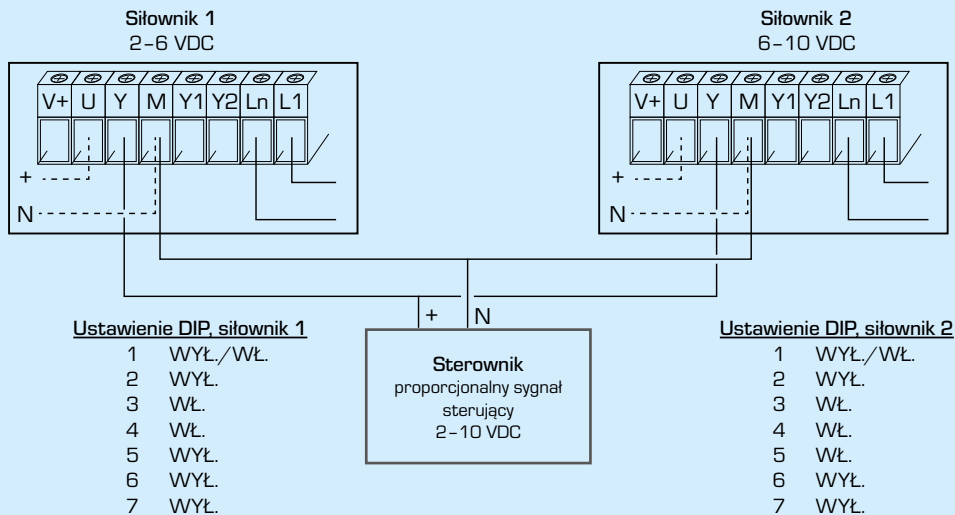 Siłownik 1
2–6 VDC
V+ U Y M Y1 Y2 Ln L1
+
N
Siłownik 2
6–10 VDC
V+ U Y M Y1 Y2 Ln L1
+
N
+ N
Sterownik
proporcjonalny sygnał
sterujący
2–10 VDC
Ustawienie DIP, siłownik 1
1 WYŁ./WŁ.
2 WYŁ.
3 WŁ.
4 WŁ.
5 WYŁ.
6 WYŁ.
7 WYŁ.
Ustawienie DIP, siłownik 2
1 WYŁ./WŁ.
2 WYŁ.
3 WŁ.
4 WŁ.
5 WŁ.
6 WYŁ.
7 WYŁ.